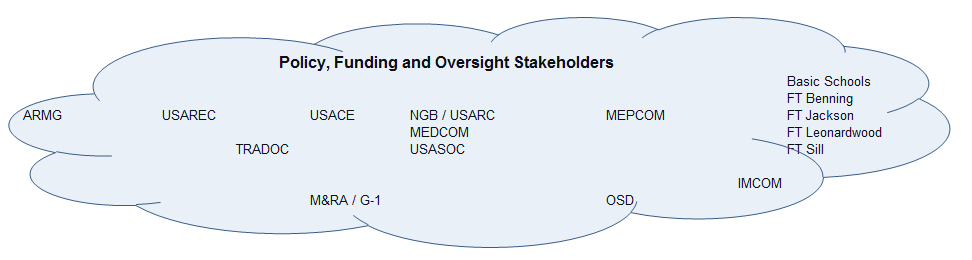 Policy, Funding and Oversight Stakeholders
Basic Schools
FT Benning
ARMG USAREC USACE NGB / USARC MEPCOM FT Jackson
MEDCOM FT Leonardwood
TRADOC USASOC FT Sill
IMCOM
M&RA / G-1 OSD